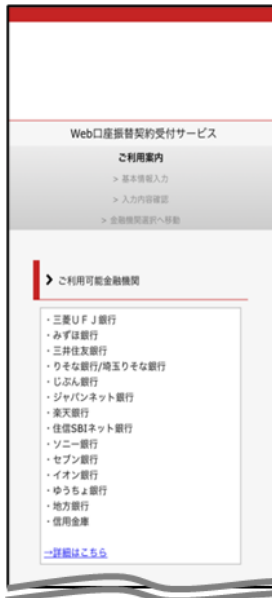 Web口座振替契約受付サービス
ご利用案内
> 基本情報入力
> 入力内容確認
> 金融機関選択へ移動
ご利用可能金融機関
・三菱UFJ銀行
・みずほ銀行
・三井住友銀行
・りそな銀行/埼玉りそな銀行
・じぶん銀行
・ジャパンネット銀行
・楽天銀行
・住信SBIネット銀行
・ソニー銀行
・セブン銀行
・イオン銀行
・ゆうちょ銀行
・地方銀行
・信用金庫
→詳細はこちら